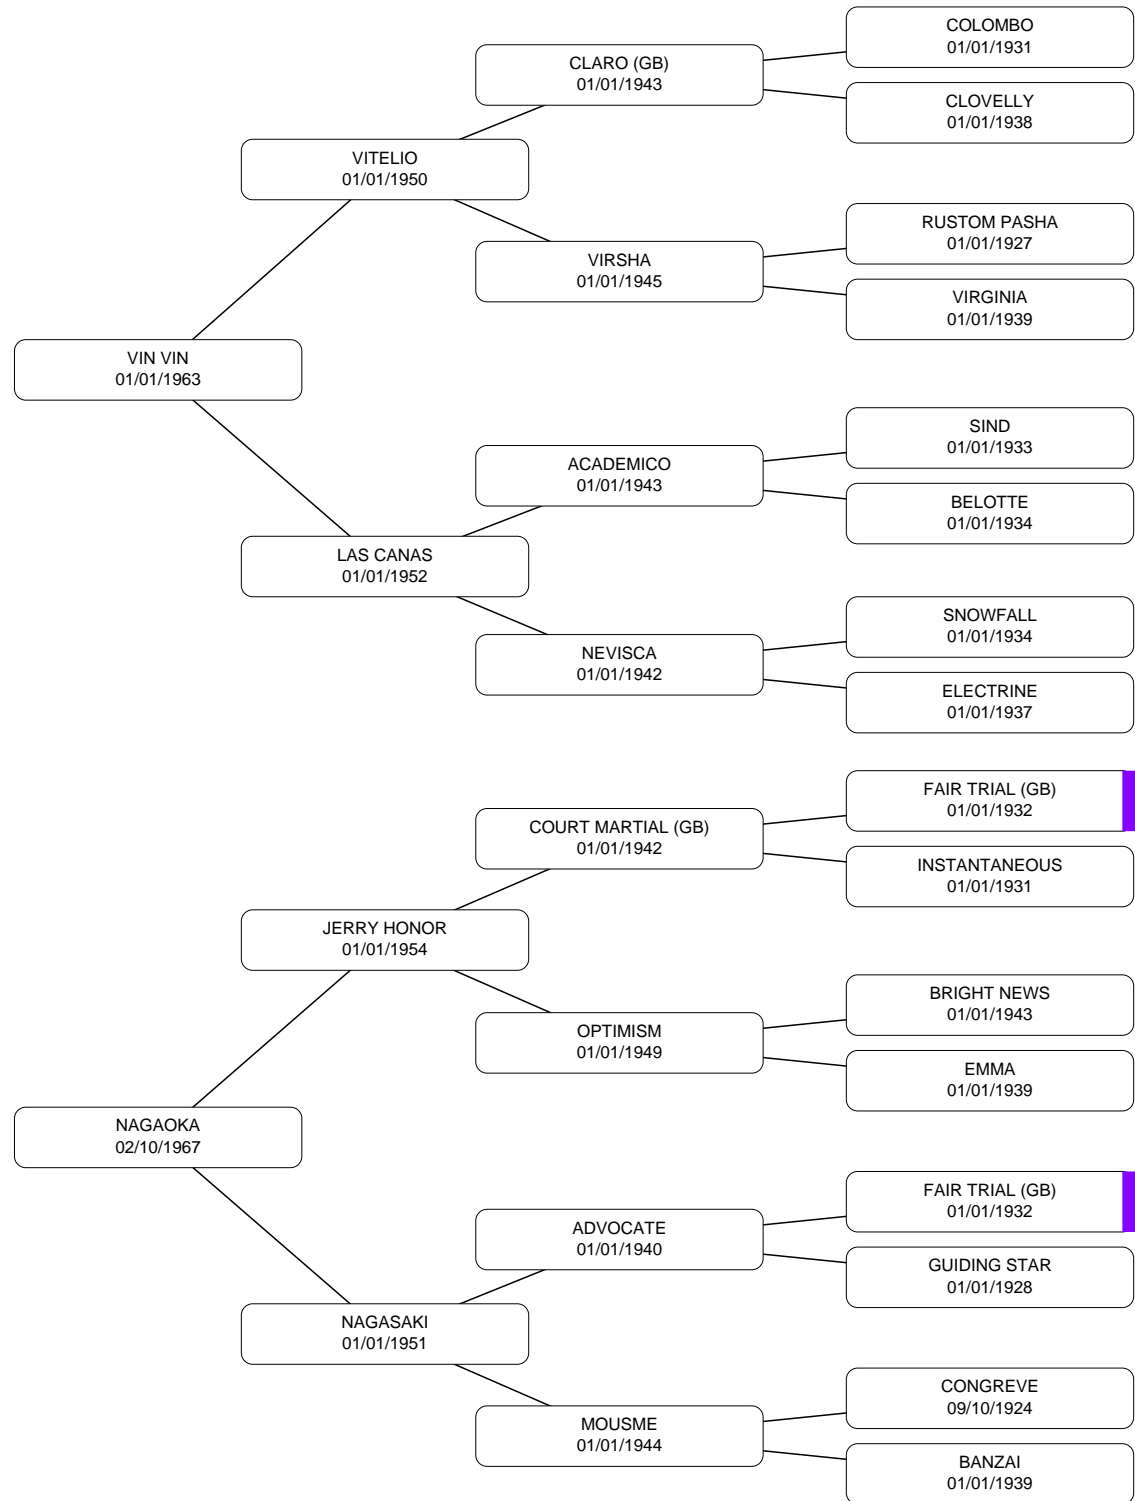 COLOMBO
01/01/1931
CLARO (GB)
01/01/1943
CLOVELLY
01/01/1938
VITELIO
01/01/1950
RUSTOM PASHA
01/01/1927
VIRSHA
01/01/1945
VIRGINIA
01/01/1939
VIN VIN
01/01/1963
SIND
01/01/1933
ACADEMICO
01/01/1943
BELOTTE
01/01/1934
LAS CANAS
01/01/1952
SNOWFALL
01/01/1934
NEVISCA
01/01/1942
ELECTRINE
01/01/1937
FAIR TRIAL (GB)
01/01/1932
COURT MARTIAL (GB)
01/01/1942
INSTANTANEOUS
01/01/1931
JERRY HONOR
01/01/1954
BRIGHT NEWS
01/01/1943
OPTIMISM
01/01/1949
EMMA
01/01/1939
NAGAOKA
02/10/1967
FAIR TRIAL (GB)
01/01/1932
ADVOCATE
01/01/1940
GUIDING STAR
01/01/1928
NAGASAKI
01/01/1951
CONGREVE
09/10/1924
MOUSME
01/01/1944
BANZAI
01/01/1939